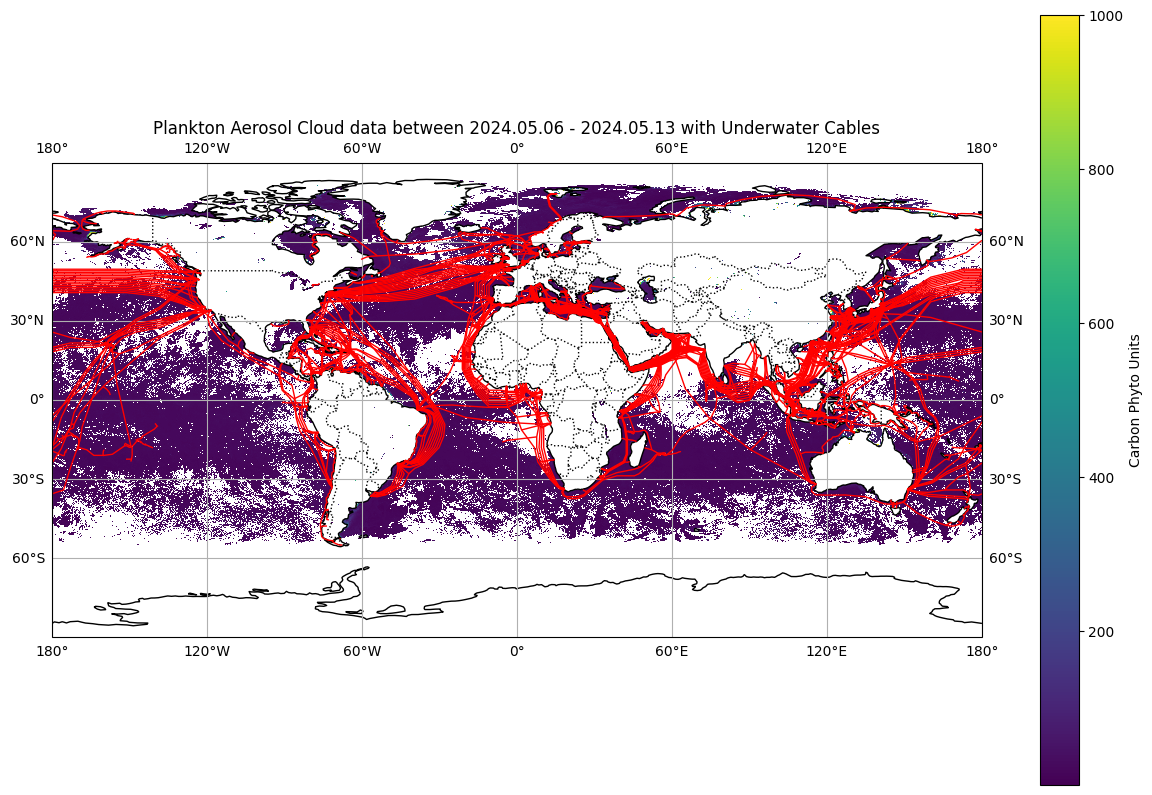 Plankton Aerosol Cloud data between 2024.05.06 - 2024.05.13 with Underwater Cables
180° 120°W 60°W 0° 60°E 120°E 180°
60°N 60°N
30°N 30°N
0° 0°
30°S 30°S
60°S 60°S
180° 120°W 60°W 0° 60°E 120°E 180°
1000
800
600
400
200
Carbon Phyto Units